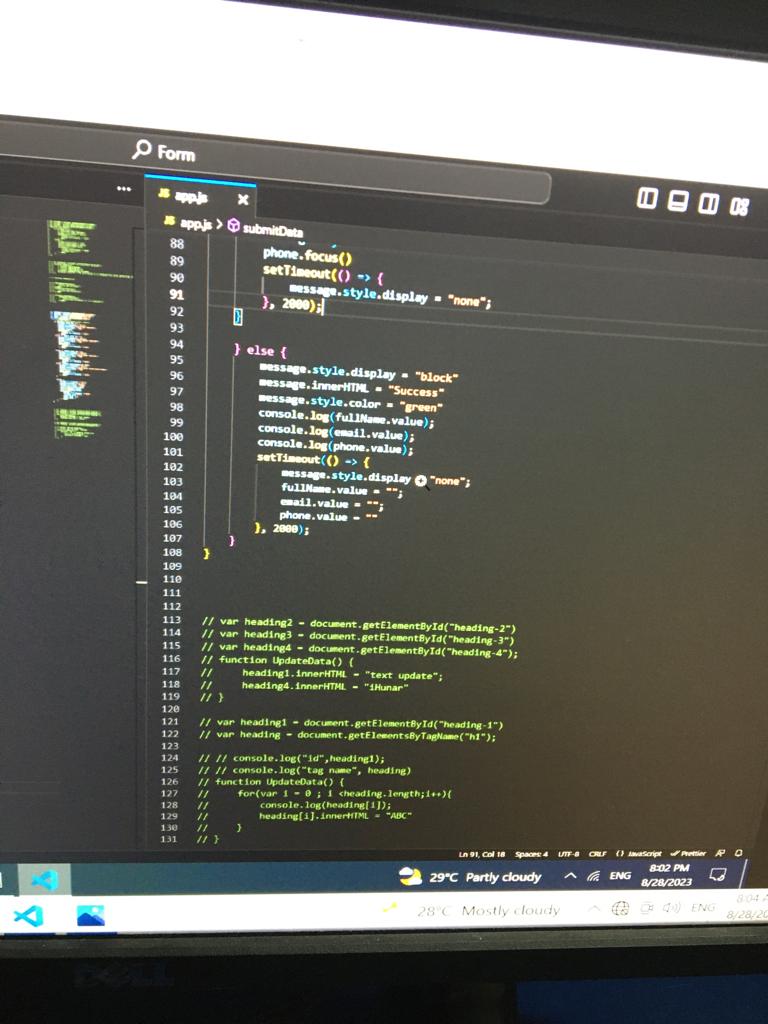 Form
...
JS app.js ×
JS app.js > submitData
88
89 phone.focus()
90 setTimeout(() => {
91 message.style.display = "none";
92 }, 2000);
93 }
94 } else {
95 message.style.display = "block"
96 message.innerHTML = "Success"
97 message.style.color = "green"
98 console.log(fullName.value);
99 console.log(email.value);
100 console.log(phone.value);
101 setTimeout(() => {
102 message.style.display "none";
103 fullName.value = "";
104 email.value = "";
105 phone.value = ""
106 }, 2000);
107 }
108 }
109
110
111
112
113 // var heading2 = document.getElementById("heading-2")
114 // var heading3 = document.getElementById("heading-3")
115 // var heading4 = document.getElementById("heading-4");
116 // function UpdateData() {
117 // heading1.innerHTML = "text update";
118 // heading4.innerHTML = "iHunar"
119 // }
120
121 // var heading1 = document.getElementById("heading-1")
122 // var heading = document.getElementsByTagName("h1");
123
124 // // console.log("id",heading1);
125 // // console.log("tag name", heading)
126 // function UpdateData() {
127 // for(var i = 0 ; i <heading.length;i++){
128 // console.log(heading[i]);
129 // heading[i].innerHTML = "ABC"
130 // }
131 // }
Ln 91, Col 18 Spaces: 4 UTF-8 CRLF {} JavaScript Prettier
29°C Partly cloudy ENG 8:02 PM
8/28/2023
28°C Mostly cloudy ENG 8:04
8/28/20
DELL